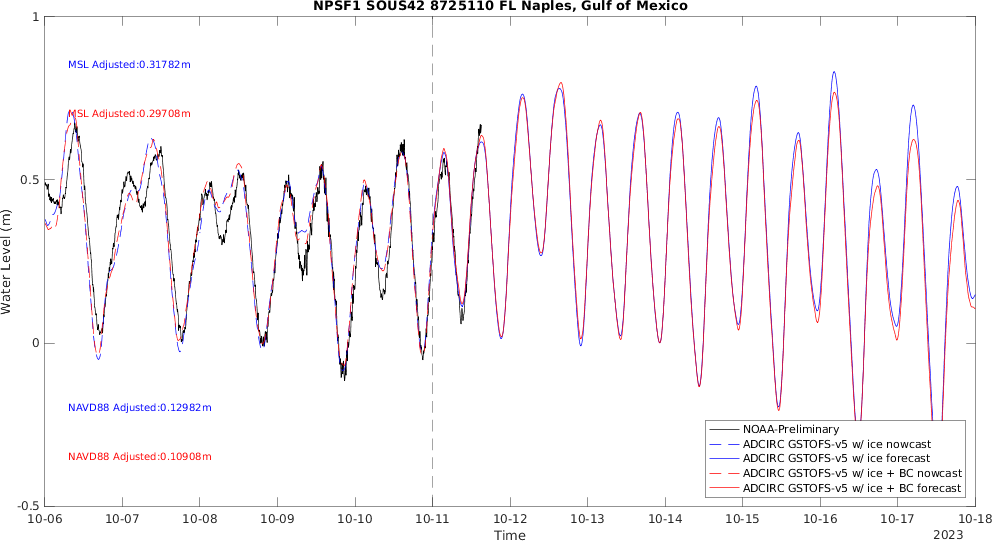 NPSF1 SOUS42 8725110 FL Naples, Gulf of Mexico
MSL Adjusted:0.31782m
MSL Adjusted:0.29708m
NAVD88 Adjusted:0.12982m
NAVD88 Adjusted:0.10908m
Water Level (m)
1
0.5
0
-0.5
NOAA-Preliminary
ADCIRC GSTOFS-v5 w/ ice nowcast
ADCIRC GSTOFS-v5 w/ ice forecast
ADCIRC GSTOFS-v5 w/ ice + BC nowcast
ADCIRC GSTOFS-v5 w/ ice + BC forecast
10-06 10-07 10-08 10-09 10-10 10-11 10-12 10-13 10-14 10-15 10-16 10-17 10-18
Time
2023